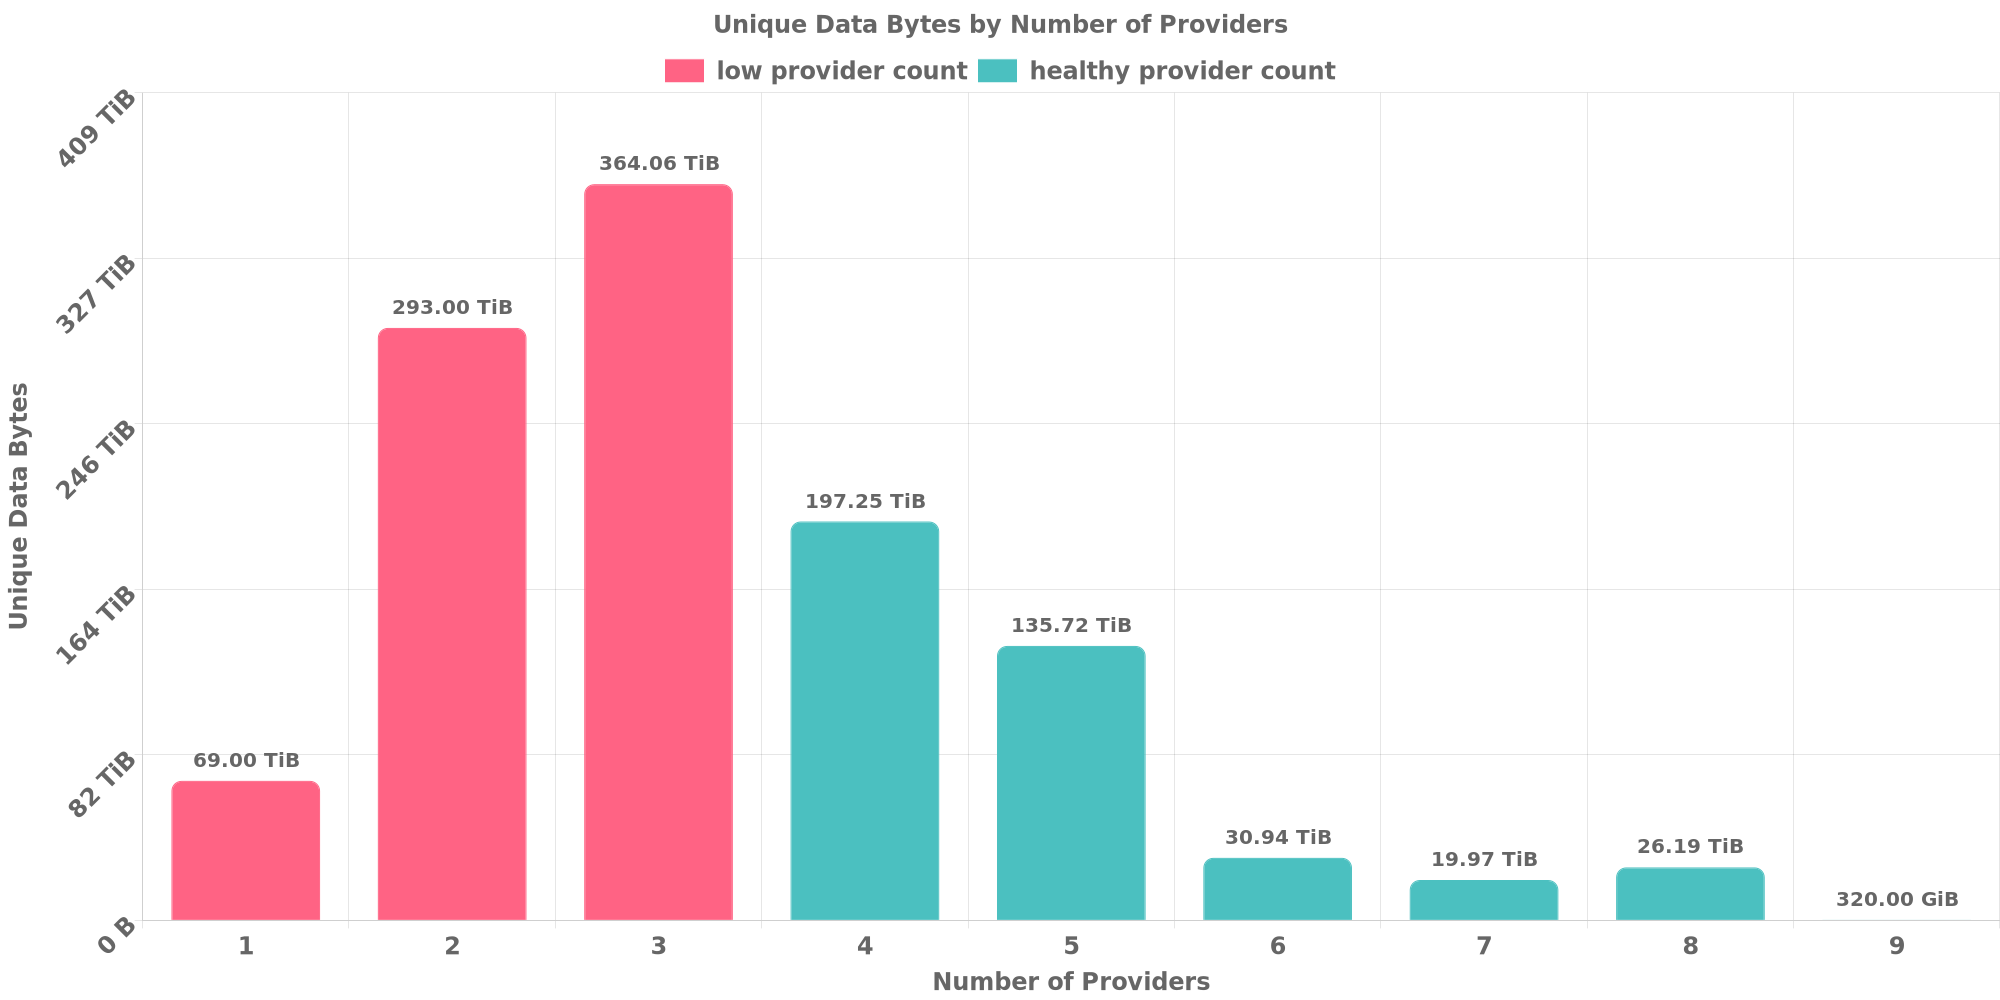 Unique Data Bytes by Number of Providers
low provider count healthy provider count
409 TiB
327 TiB
246 TiB
164 TiB
82 TiB
0 B
Unique Data Bytes
69.00 TiB
293.00 TiB
364.06 TiB
197.25 TiB
135.72 TiB
30.94 TiB
19.97 TiB
26.19 TiB
320.00 GiB
1 2 3 4 5 6 7 8 9
Number of Providers